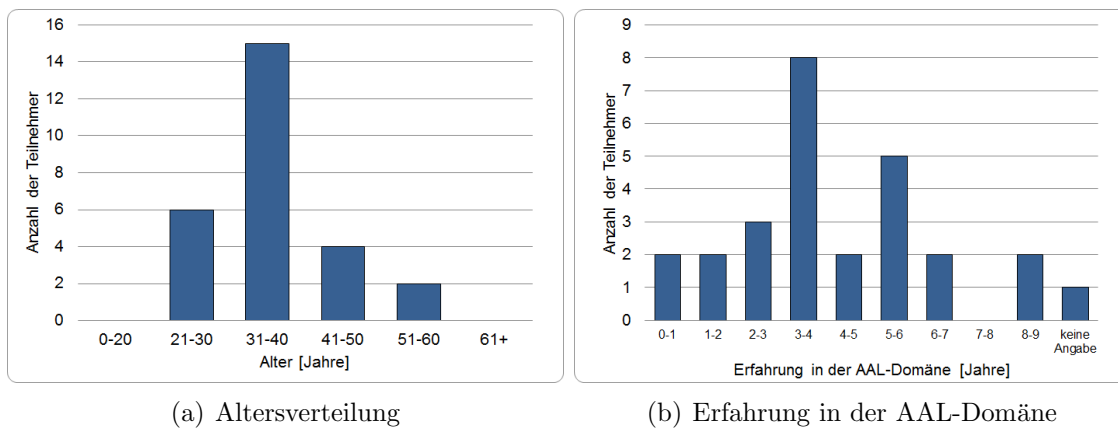 16
14
12
10
8
6
4
2
0
Anzahl der Teilnehmer
0-20 21-30 31-40 41-50 51-60 61+
Alter [Jahre]
(a) Altersverteilung
9
8
7
6
5
4
3
2
1
0
Anzahl der Teilnehmer
0-1 1-2 2-3 3-4 4-5 5-6 6-7 7-8 8-9 keine
Angabe
Erfahrung in der AAL-Domäne [Jahre]
(b) Erfahrung in der AAL-Domäne